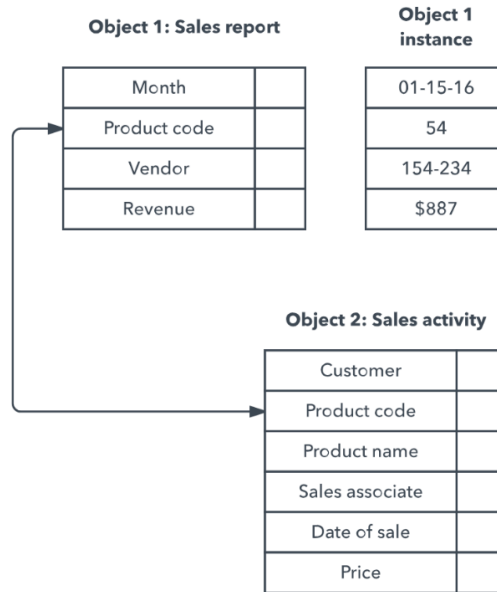 Object 1: Sales report
Object 1
instance
Month
01-15-16
Product code
54
Vendor
154-234
Revenue
$887
Object 2: Sales activity
Customer
Product code
Product name
Sales associate
Date of sale
Price